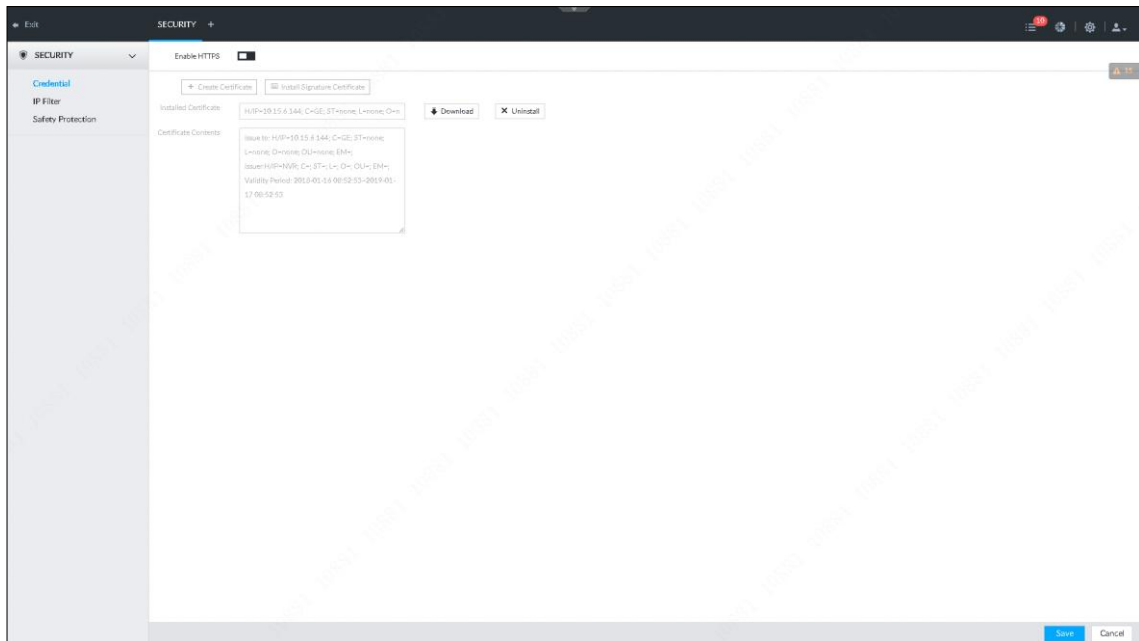 Exit
SECURITY +
10
SECURITY
Enable HTTPS
15
Credential
+ Create Certificate
Install Signature Certificate
IP Filter
Installed Certificate
H/IP=10.15.6.144; C=GE; ST=none; L=none; O=n
Download
Uninstall
Safety Protection
Certificate Contents
issue to: H/IP=10.15.6.144; C=GE; ST=none;
L=none; O=none; OU=none; EM=;
issuer:H/IP=NVR; C=; ST=; L=; O=; OU=; EM=;
Validity Period: 2018-01-16 08:52:53~2019-01-
17 08:52:53
Save
Cancel